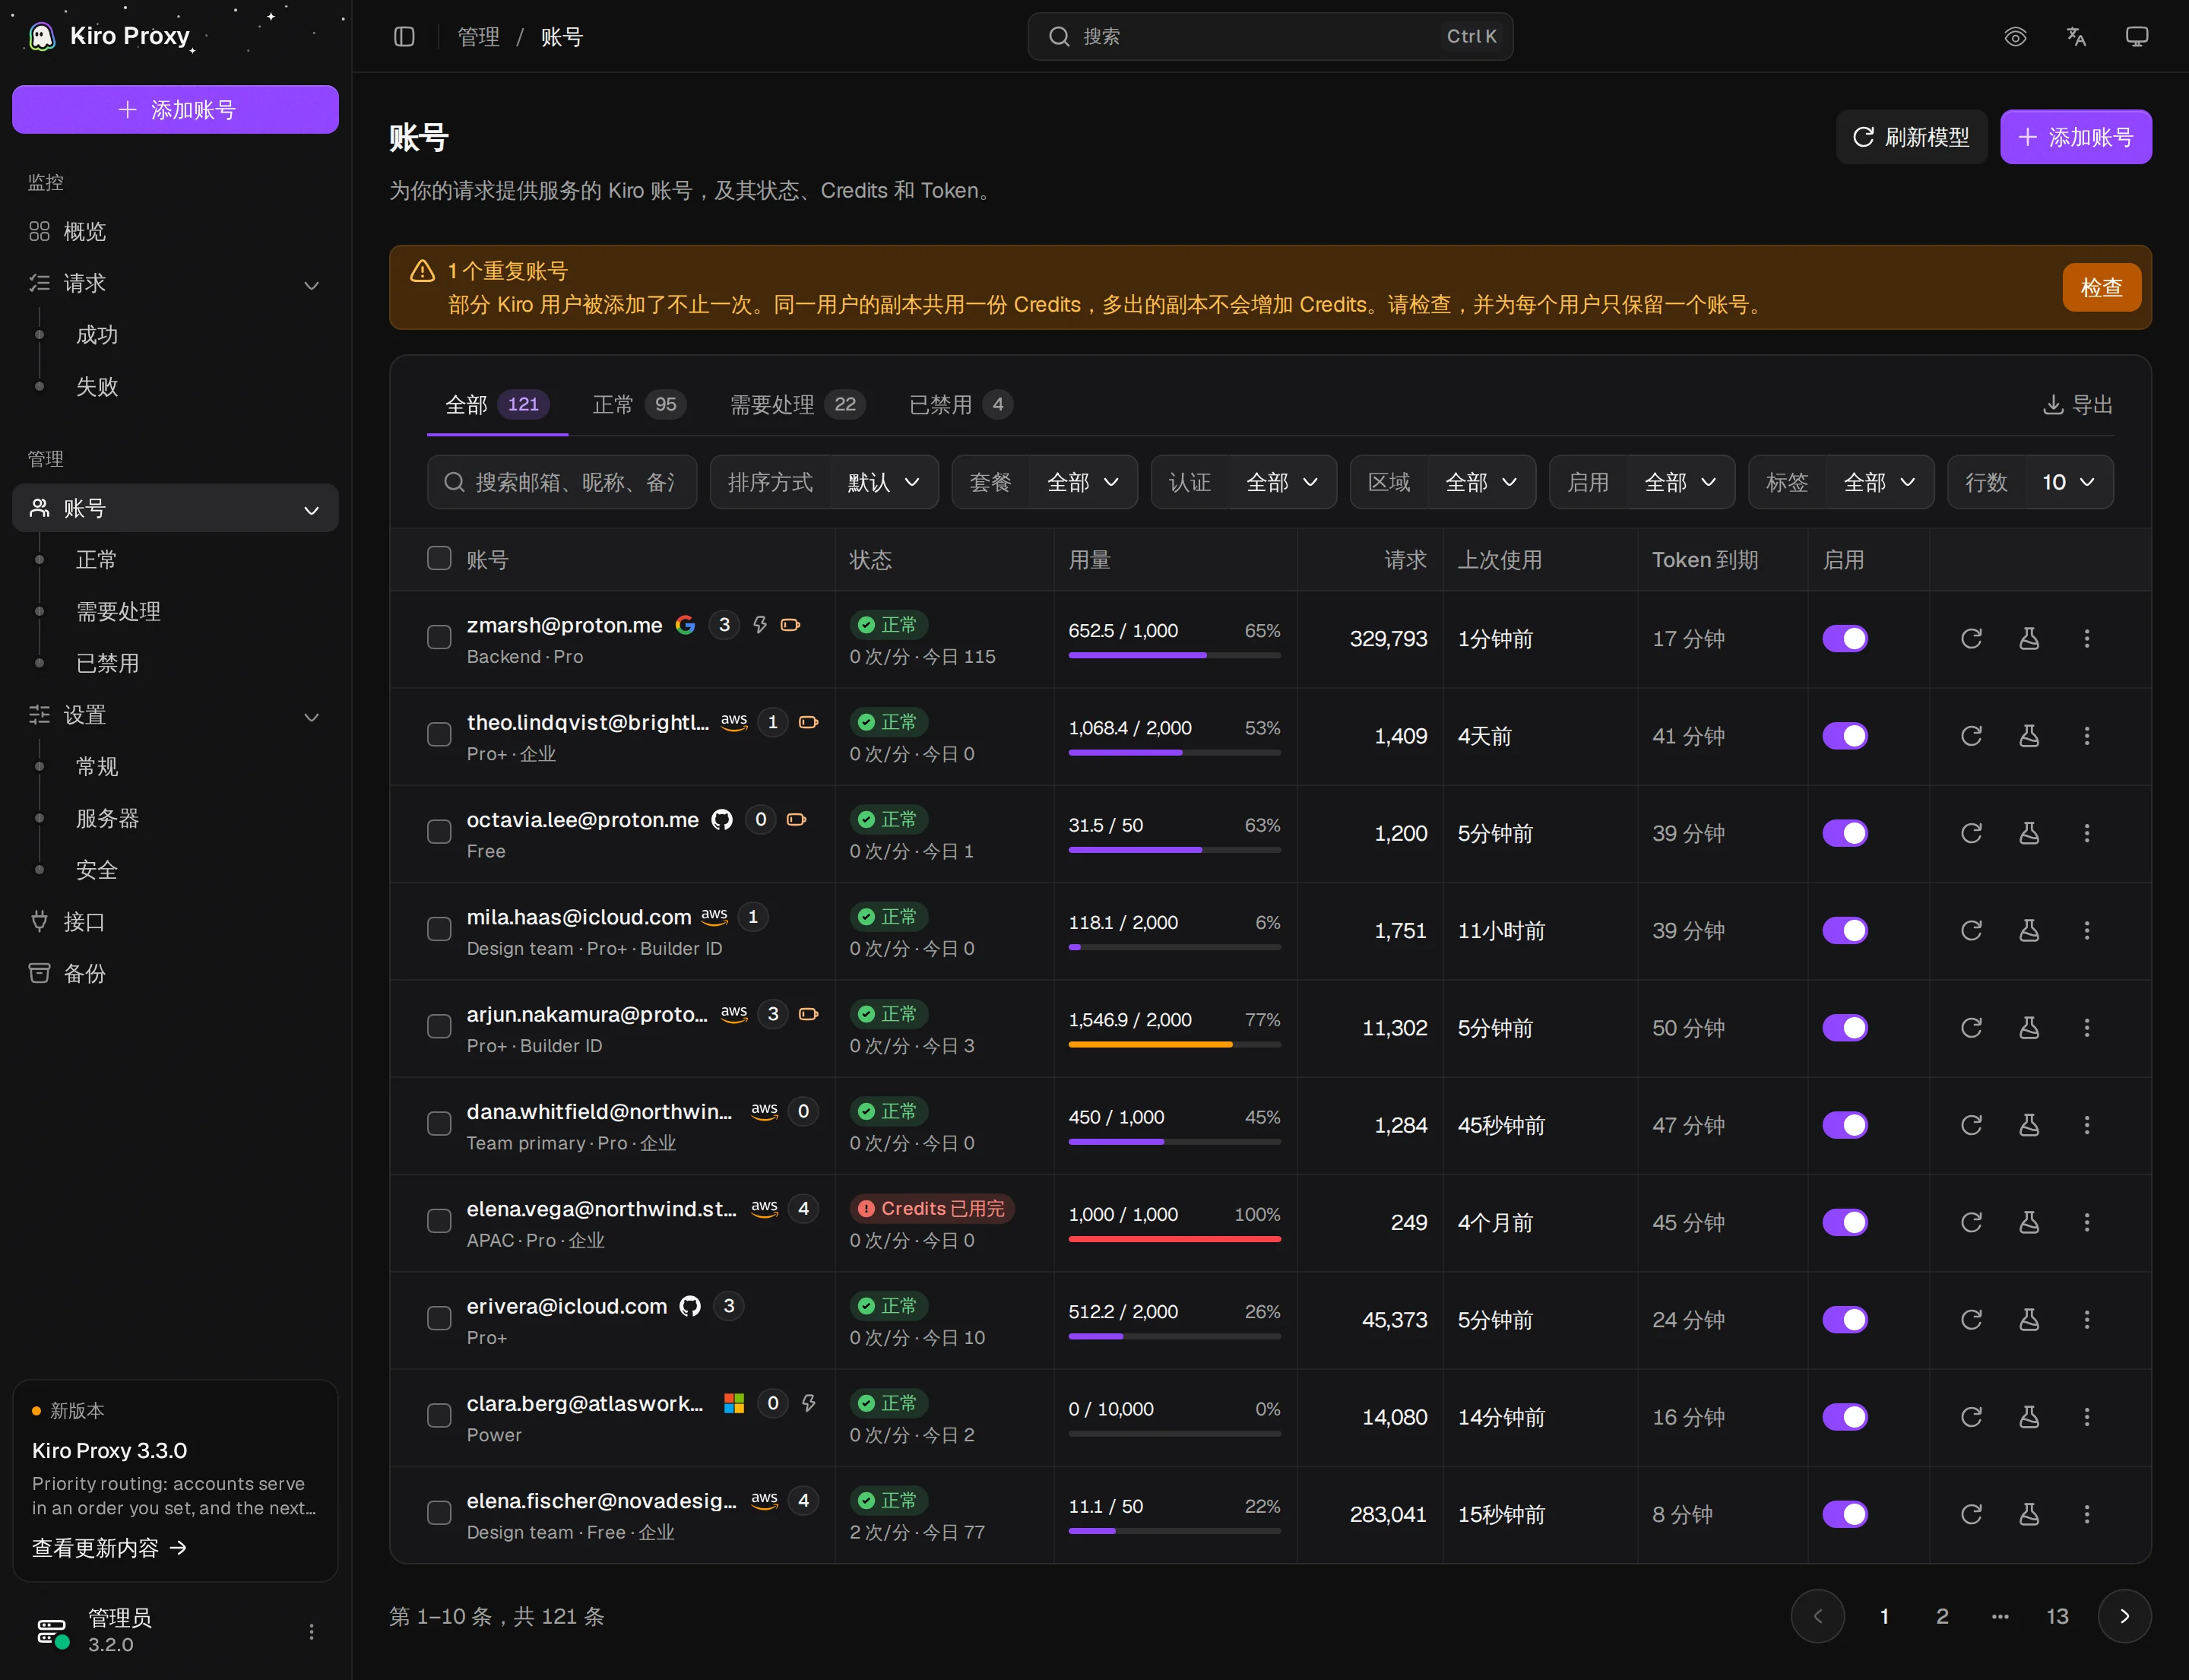 Kiro Proxy
添加账号
监控
概览
请求
成功
失败
管理
账号
正常
需要处理
已禁用
设置
常规
服务器
安全
接口
备份
新版本
Kiro Proxy 3.3.0
Priority routing: accounts serve
in an order you set, and the next...
查看更新内容
管理员
3.2.0
管理 / 账号
搜索 Ctrl K
账号
为你的请求提供服务的 Kiro 账号，及其状态、Credits 和 Token。
刷新模型
添加账号
1 个重复账号
部分 Kiro 用户被添加了不止一次。同一用户的副本共用一份 Credits，多出的副本不会增加 Credits。请检查，并为每个用户只保留一个账号。
检查
全部 121 正常 95 需要处理 22 已禁用 4 导出
搜索邮箱、昵称、备 排序方式 默认 套餐 全部 认证 全部 区域 全部 启用 全部 标签 全部 行数 10
账号 状态 用量 请求 上次使用 Token 到期 启用
zmarsh@proton.me 3 正常 652.5 / 1,000 65% 329,793 1分钟前 17 分钟
Backend · Pro 0 次/分 · 今日 115
theo.lindqvist@brightl... aws 1 正常 1,068.4 / 2,000 53% 1,409 4天前 41 分钟
Pro+ · 企业 0 次/分 · 今日 0
octavia.lee@proton.me 0 正常 31.5 / 50 63% 1,200 5分钟前 39 分钟
Free 0 次/分 · 今日 1
mila.haas@icloud.com aws 1 正常 118.1 / 2,000 6% 1,751 11小时前 39 分钟
Design team · Pro+ · Builder ID 0 次/分 · 今日 0
arjun.nakamura@proto... aws 3 正常 1,546.9 / 2,000 77% 11,302 5分钟前 50 分钟
Pro+ · Builder ID 0 次/分 · 今日 3
dana.whitfield@northwin... aws 0 正常 450 / 1,000 45% 1,284 45秒钟前 47 分钟
Team primary · Pro · 企业 0 次/分 · 今日 0
elena.vega@northwind.st... aws 4 Credits 已用完 1,000 / 1,000 100% 249 4个月前 45 分钟
APAC · Pro · 企业 0 次/分 · 今日 0
erivera@icloud.com 3 正常 512.2 / 2,000 26% 45,373 5分钟前 24 分钟
Pro+ 0 次/分 · 今日 10
clara.berg@atlaswork... 0 正常 0 / 10,000 0% 14,080 14分钟前 16 分钟
Power 0 次/分 · 今日 2
elena.fischer@novadesig... aws 4 正常 11.1 / 50 22% 283,041 15秒钟前 8 分钟
Design team · Free · 企业 2 次/分 · 今日 77
第 1–10 条，共 121 条
1 2 ... 13